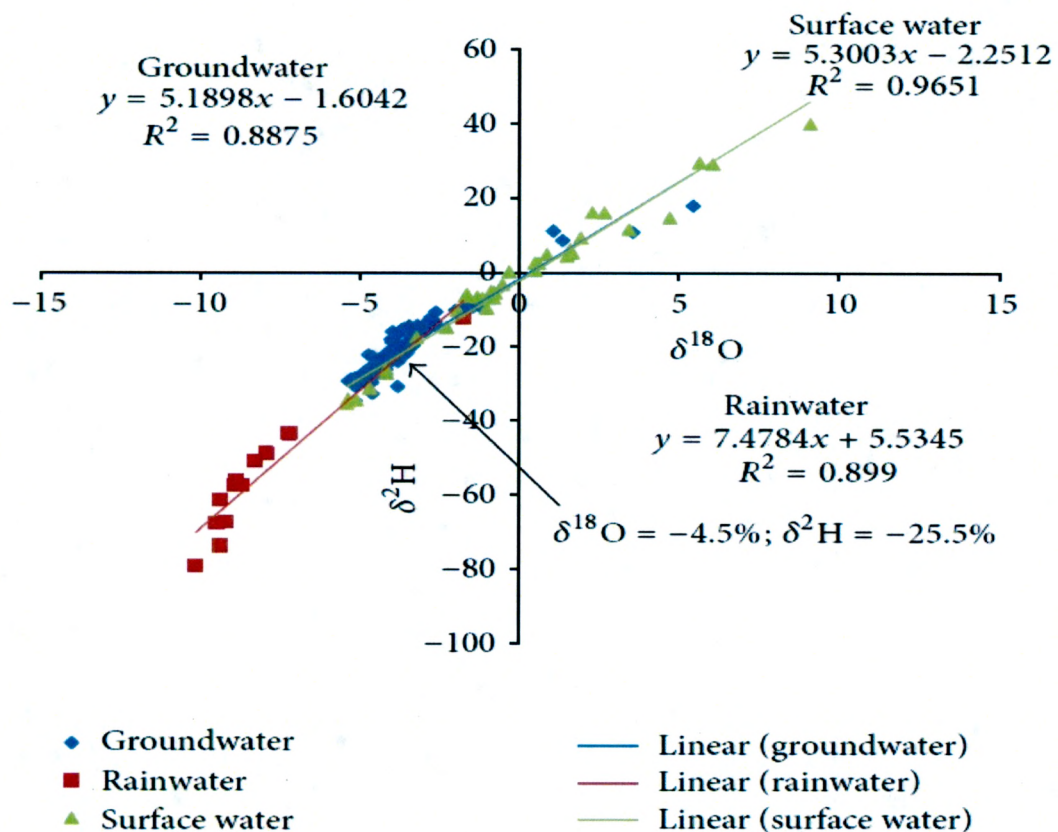 Surface water
y = 5.3003x − 2.2512
R² = 0.9651
Groundwater
y = 5.1898x − 1.6042
R² = 0.8875
60
40
20
0
−20
−40
−60
−80
−100
−15
−10
−5
0
5
10
15
δ¹⁸O
δ²H
Rainwater
y = 7.4784x + 5.5345
R² = 0.899
δ¹⁸O = −4.5%; δ²H = −25.5%
Groundwater
Rainwater
Surface water
Linear (groundwater)
Linear (rainwater)
Linear (surface water)